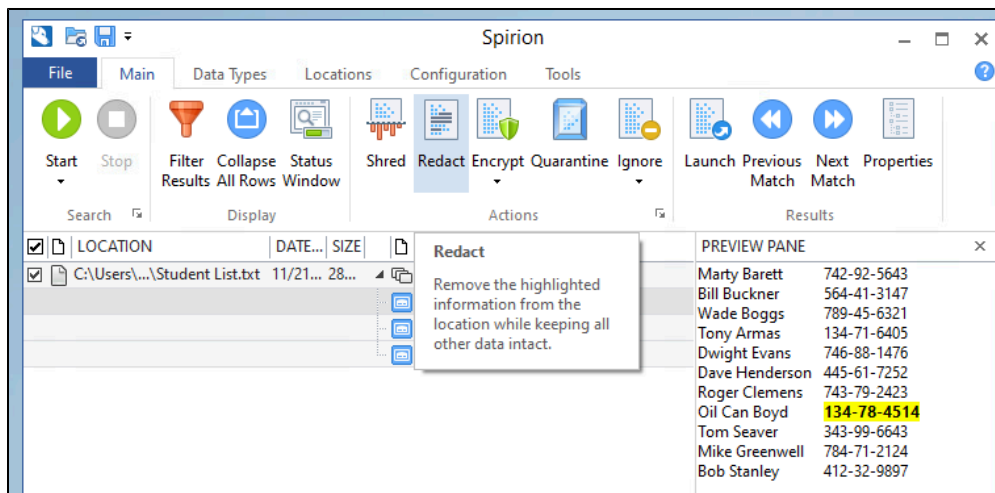 Spirion
File Main Data Types Locations Configuration Tools
Start Stop Filter Results Collapse All Rows Status Window Shred Redact Encrypt Quarantine Ignore Launch Previous Match Next Match Properties
Search Display Actions Results
LOCATION DATE... SIZE
C:\Users\...\Student List.txt 11/21... 28...
Redact
Remove the highlighted
information from the
location while keeping all
other data intact.
PREVIEW PANE
Marty Barett 742-92-5643
Bill Buckner 564-41-3147
Wade Boggs 789-45-6321
Tony Armas 134-71-6405
Dwight Evans 746-88-1476
Dave Henderson 445-61-7252
Roger Clemens 743-79-2423
Oil Can Boyd 134-78-4514
Tom Seaver 343-99-6643
Mike Greenwell 784-71-2124
Bob Stanley 412-32-9897